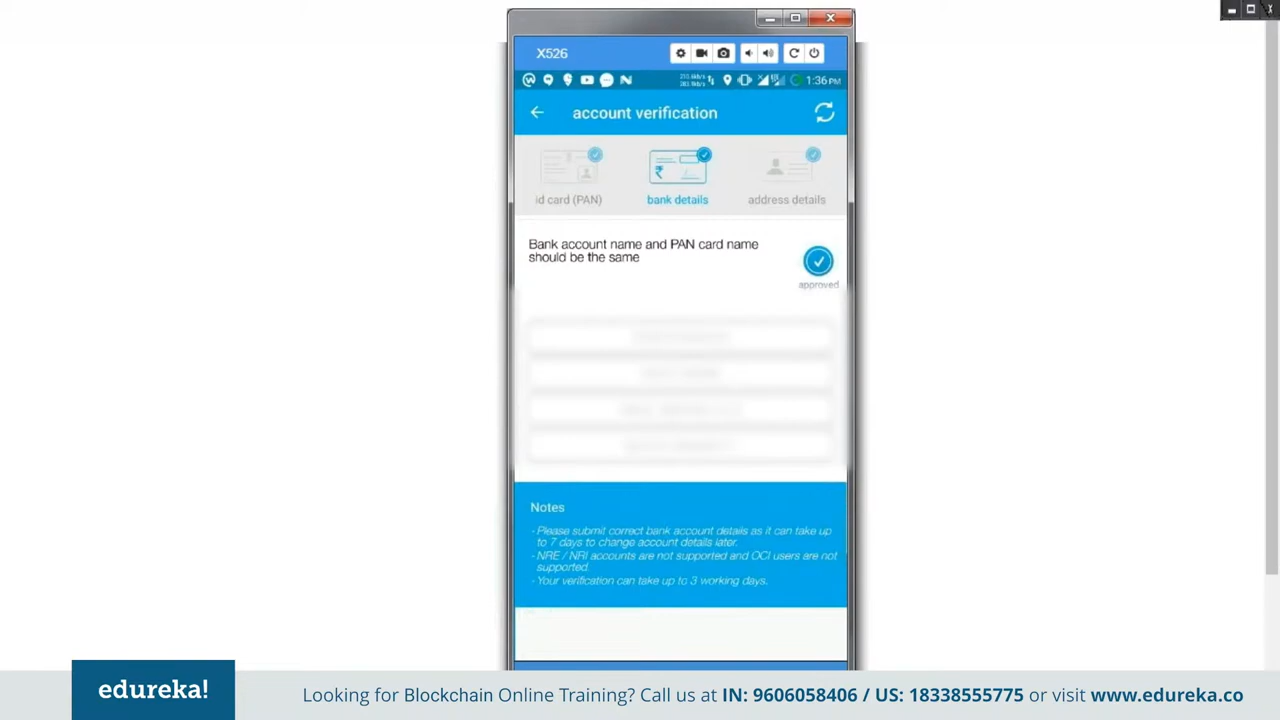 X526
1:36 PM
account verification
id card (PAN)
bank details
address details
Bank account name and PAN card name
should be the same
approved
Notes
- Please submit correct bank account details as it can take up
to 7 days to change account details later.
- NRE / NRI accounts are not supported and OCI users are not
supported.
- Your verification can take up to 3 working days.
edureka!
Looking for Blockchain Online Training? Call us at IN: 9606058406 / US: 18338555775 or visit www.edureka.co